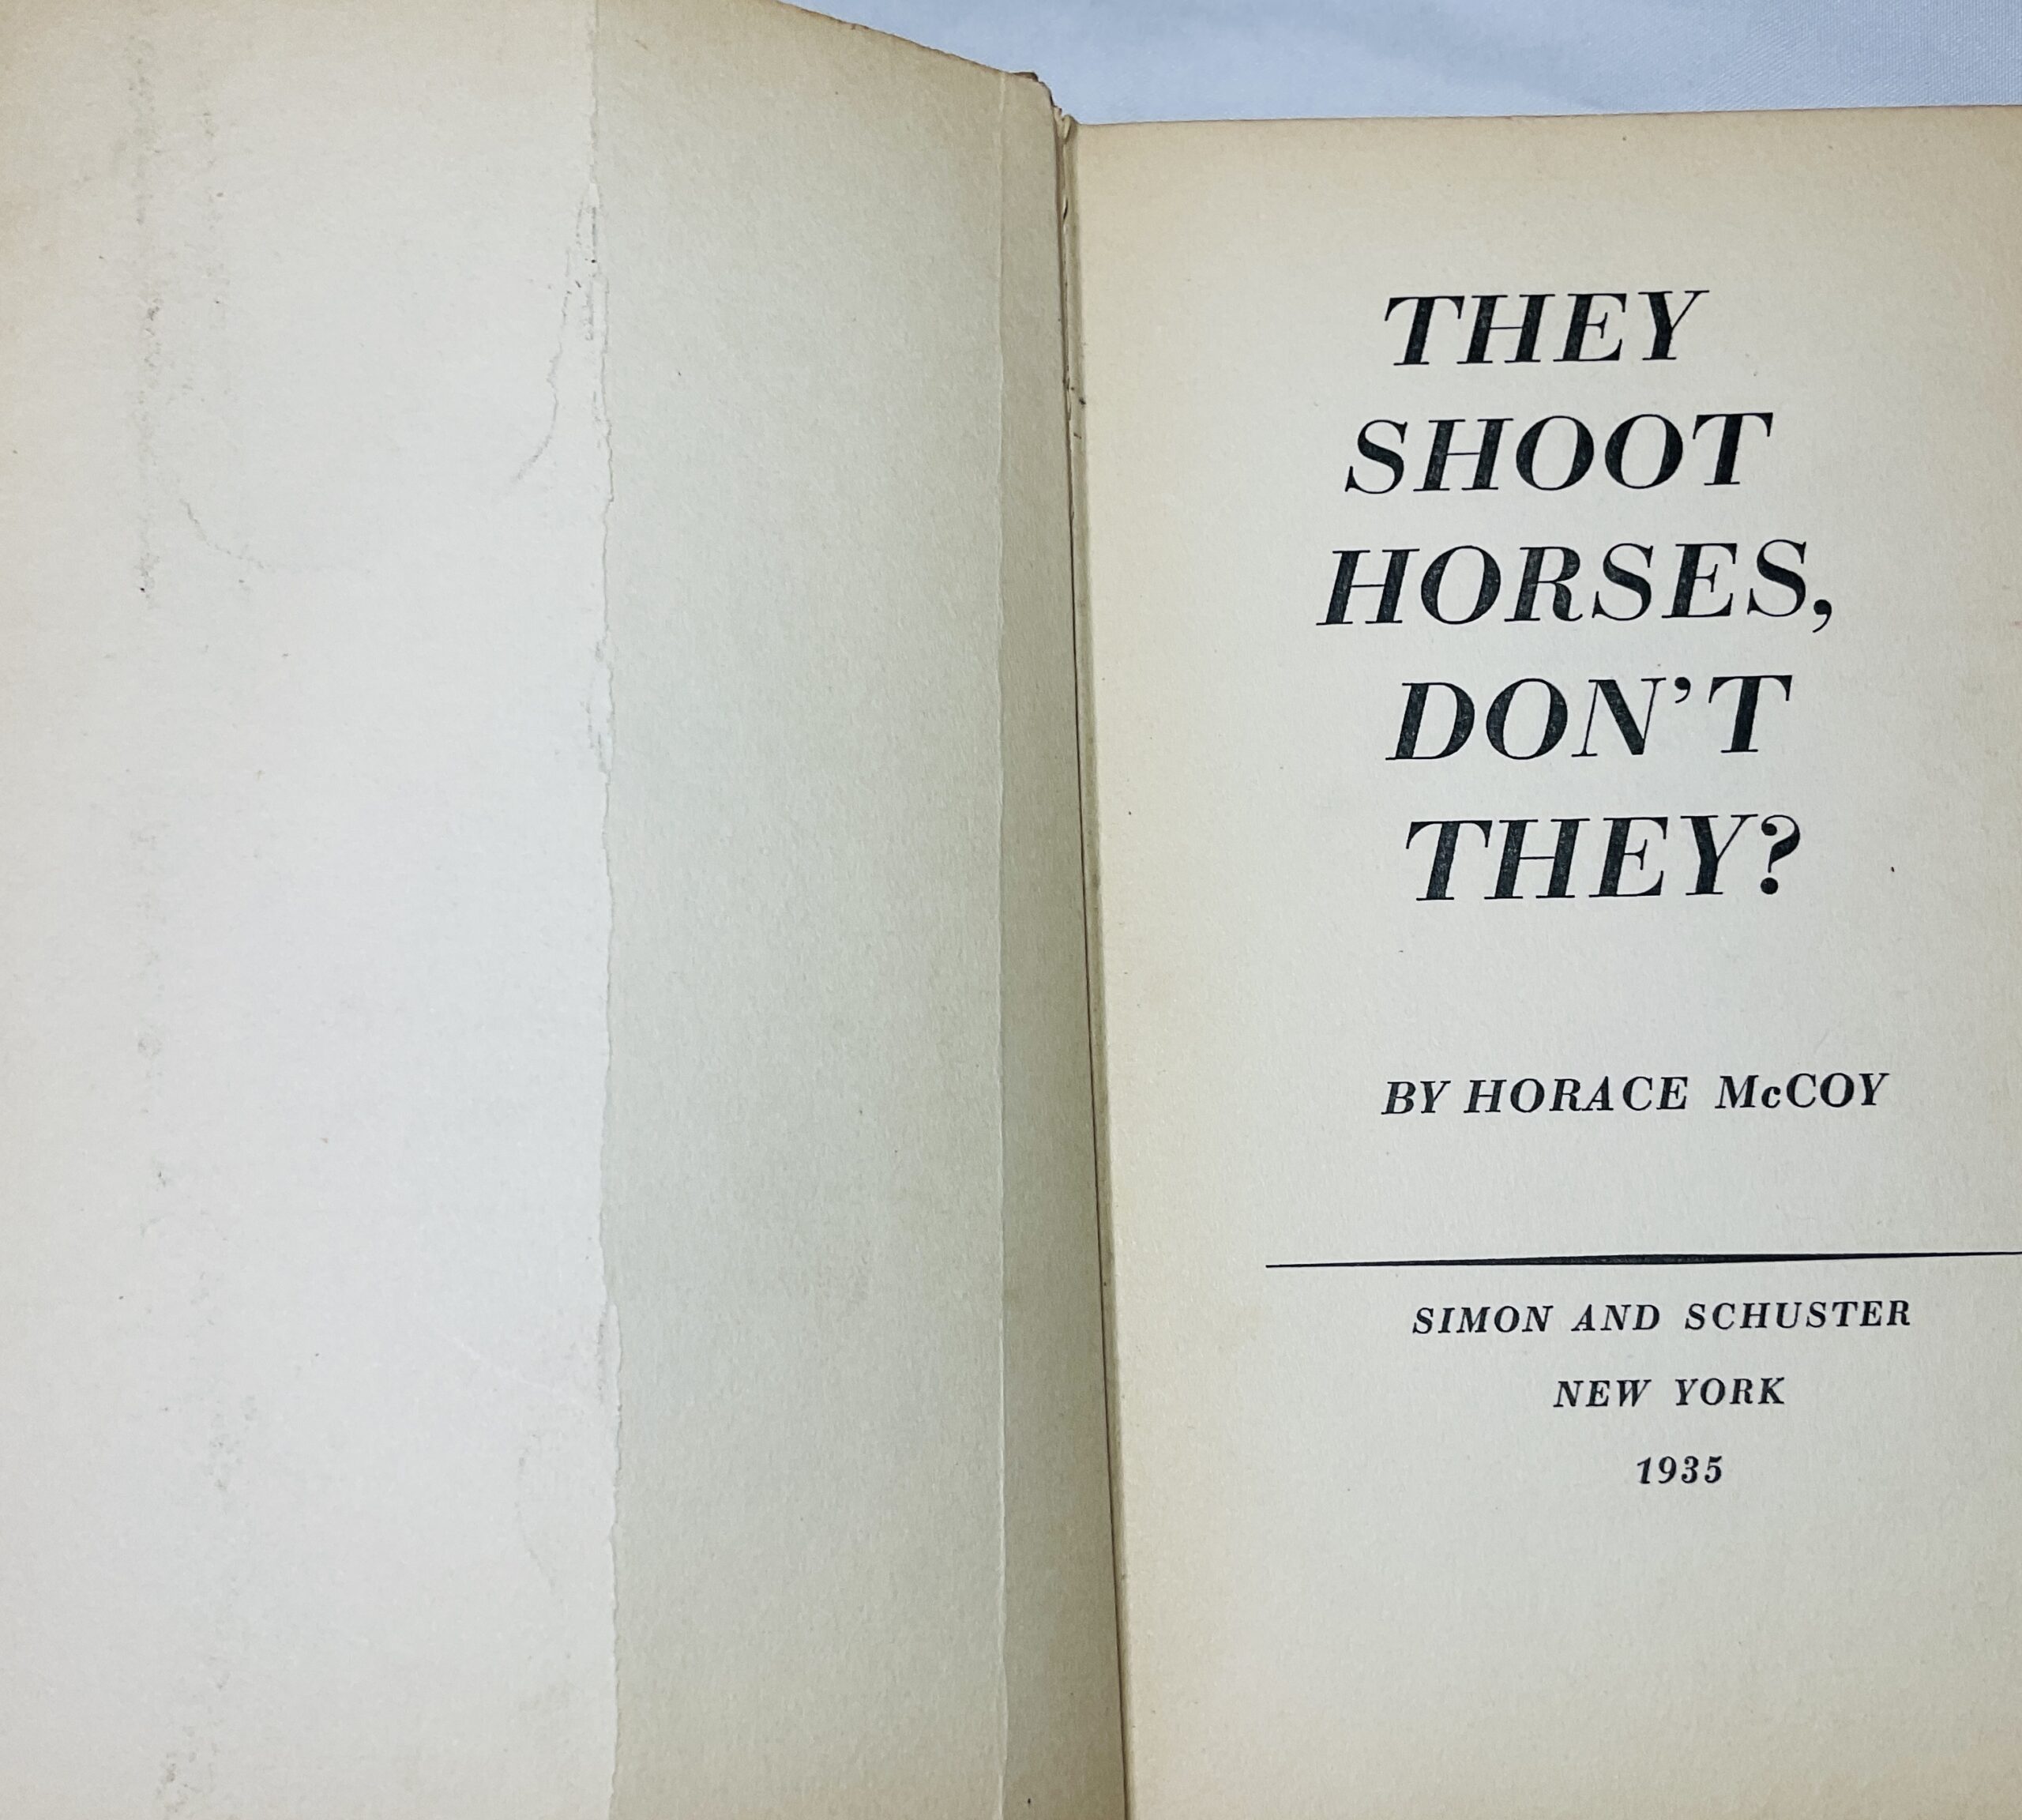 THEY
SHOOT
HORSES,
DON'T
THEY?
BY HORACE McCOY
SIMON AND SCHUSTER
NEW YORK
1935